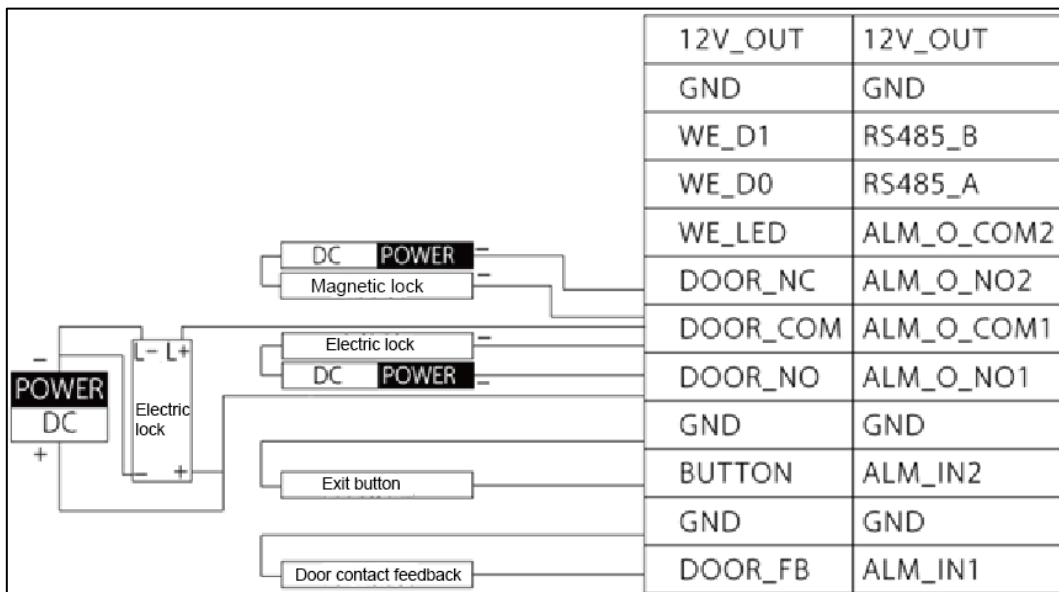 12V_OUT 12V_OUT
GND GND
WE_D1 RS485_B
WE_D0 RS485_A
WE_LED ALM_O_COM2
DC POWER –
Magnetic lock –
DOOR_NC ALM_O_NO2
DOOR_COM ALM_O_COM1
Electric lock –
DC POWER –
DOOR_NO ALM_O_NO1
L- L+
–
POWER
DC
+
Electric
lock
– +
GND GND
Exit button
BUTTON ALM_IN2
GND GND
Door contact feedback
DOOR_FB ALM_IN1